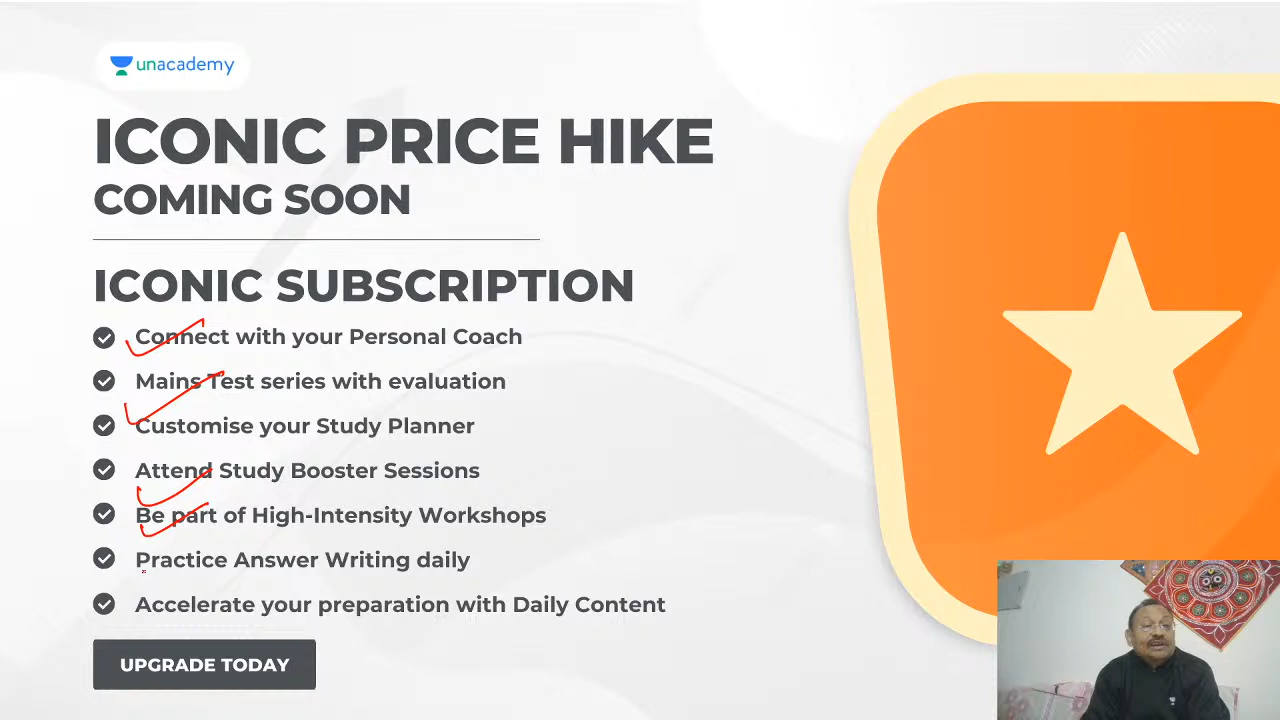 unacademy
ICONIC PRICE HIKE
COMING SOON
ICONIC SUBSCRIPTION
Connect with your Personal Coach
Mains Test series with evaluation
Customise your Study Planner
Attend Study Booster Sessions
Be part of High-Intensity Workshops
Practice Answer Writing daily
Accelerate your preparation with Daily Content
UPGRADE TODAY